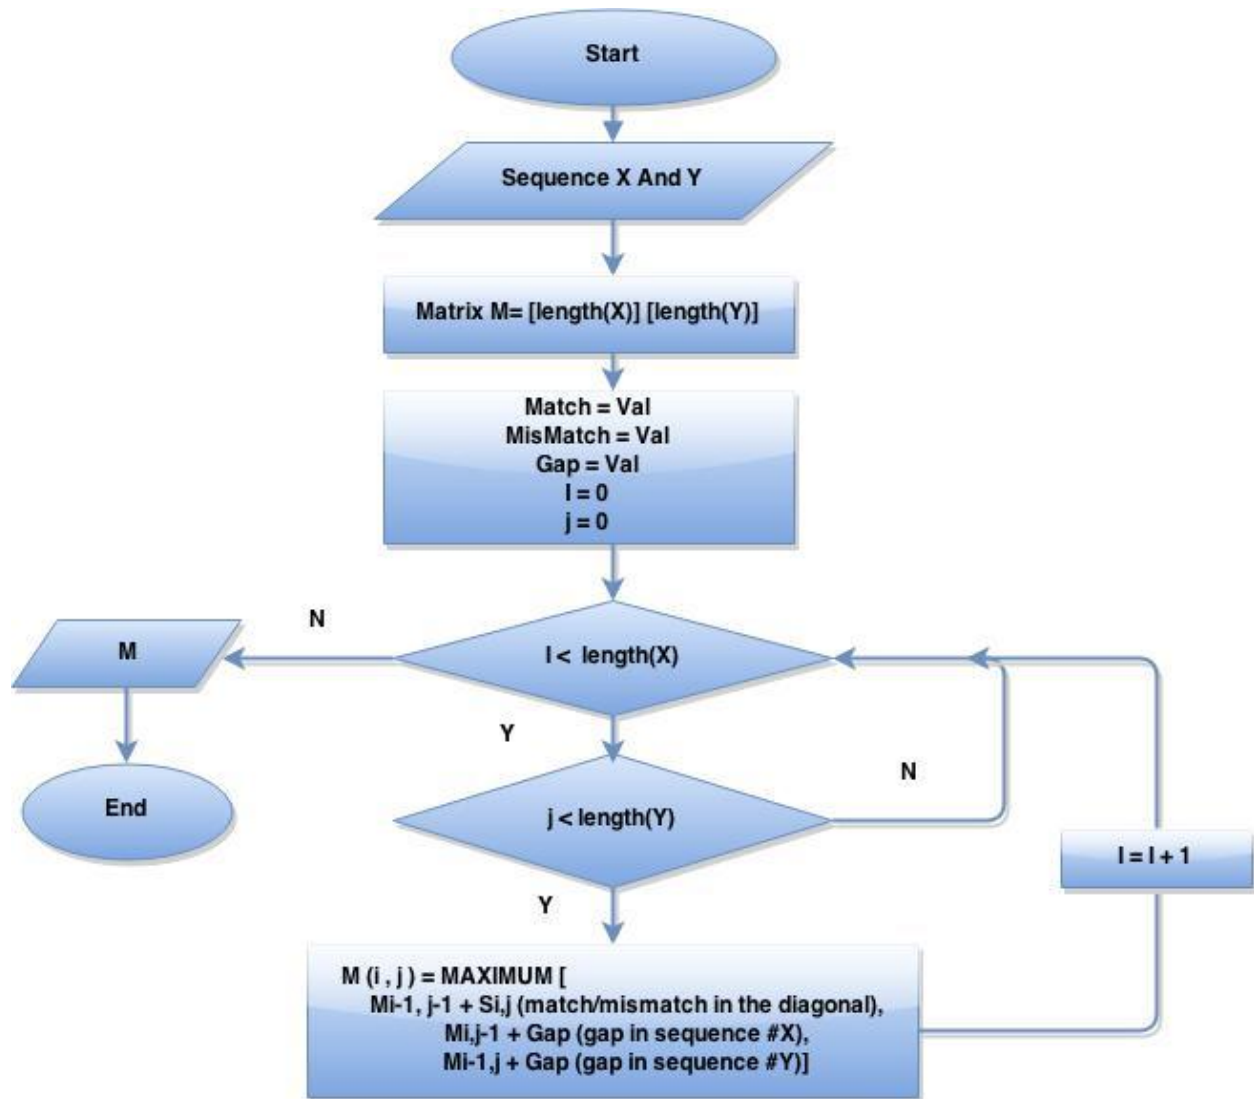 Start
Sequence X And Y
Matrix M= [length(X)] [length(Y)]
Match = Val
MisMatch = Val
Gap = Val
I = 0
j = 0
N
M
I < length(X)
Y
End
j < length(Y)
N
I = I + 1
Y
M (i , j ) = MAXIMUM [
Mi-1, j-1 + Si,j (match/mismatch in the diagonal),
Mi,j-1 + Gap (gap in sequence #X),
Mi-1,j + Gap (gap in sequence #Y)]